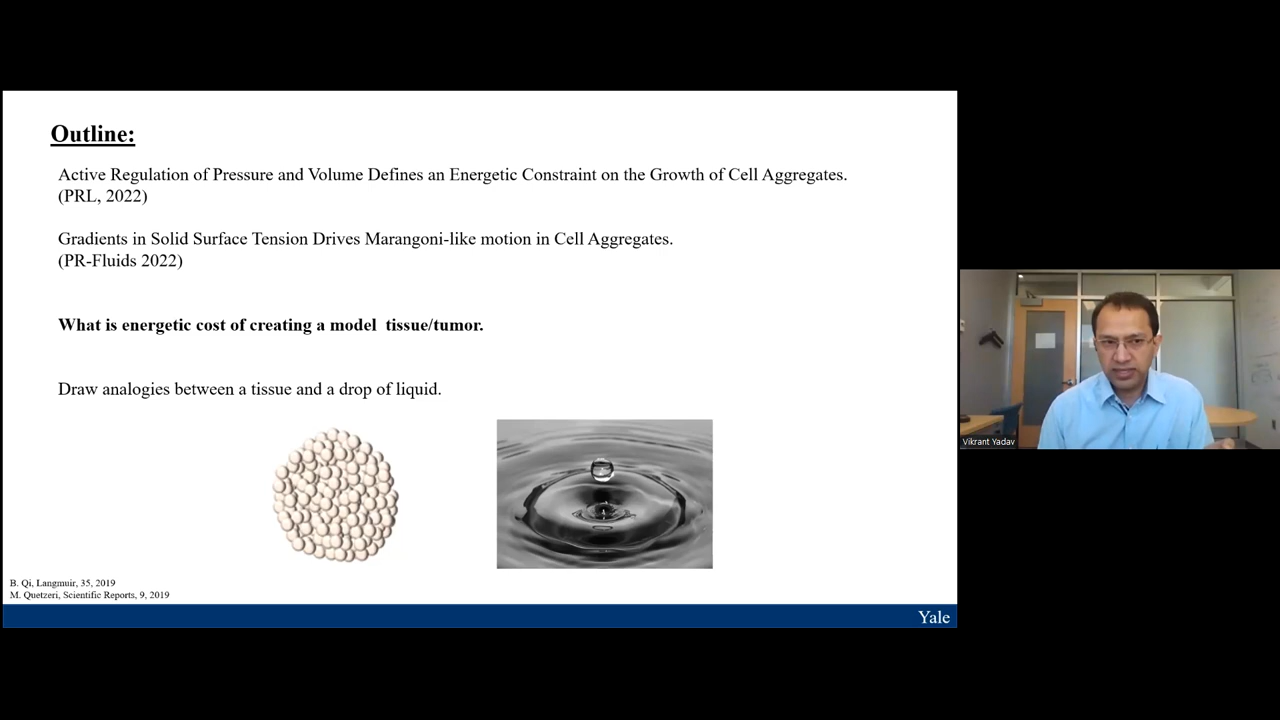 Outline:
Active Regulation of Pressure and Volume Defines an Energetic Constraint on the Growth of Cell Aggregates.
(PRL, 2022)
Gradients in Solid Surface Tension Drives Marangoni-like motion in Cell Aggregates.
(PR-Fluids 2022)
What is energetic cost of creating a model tissue/tumor.
Draw analogies between a tissue and a drop of liquid.
B. Qi, Langmuir, 35, 2019
M. Quetzeri, Scientific Reports, 9, 2019
Yale
Vikrant Yadav